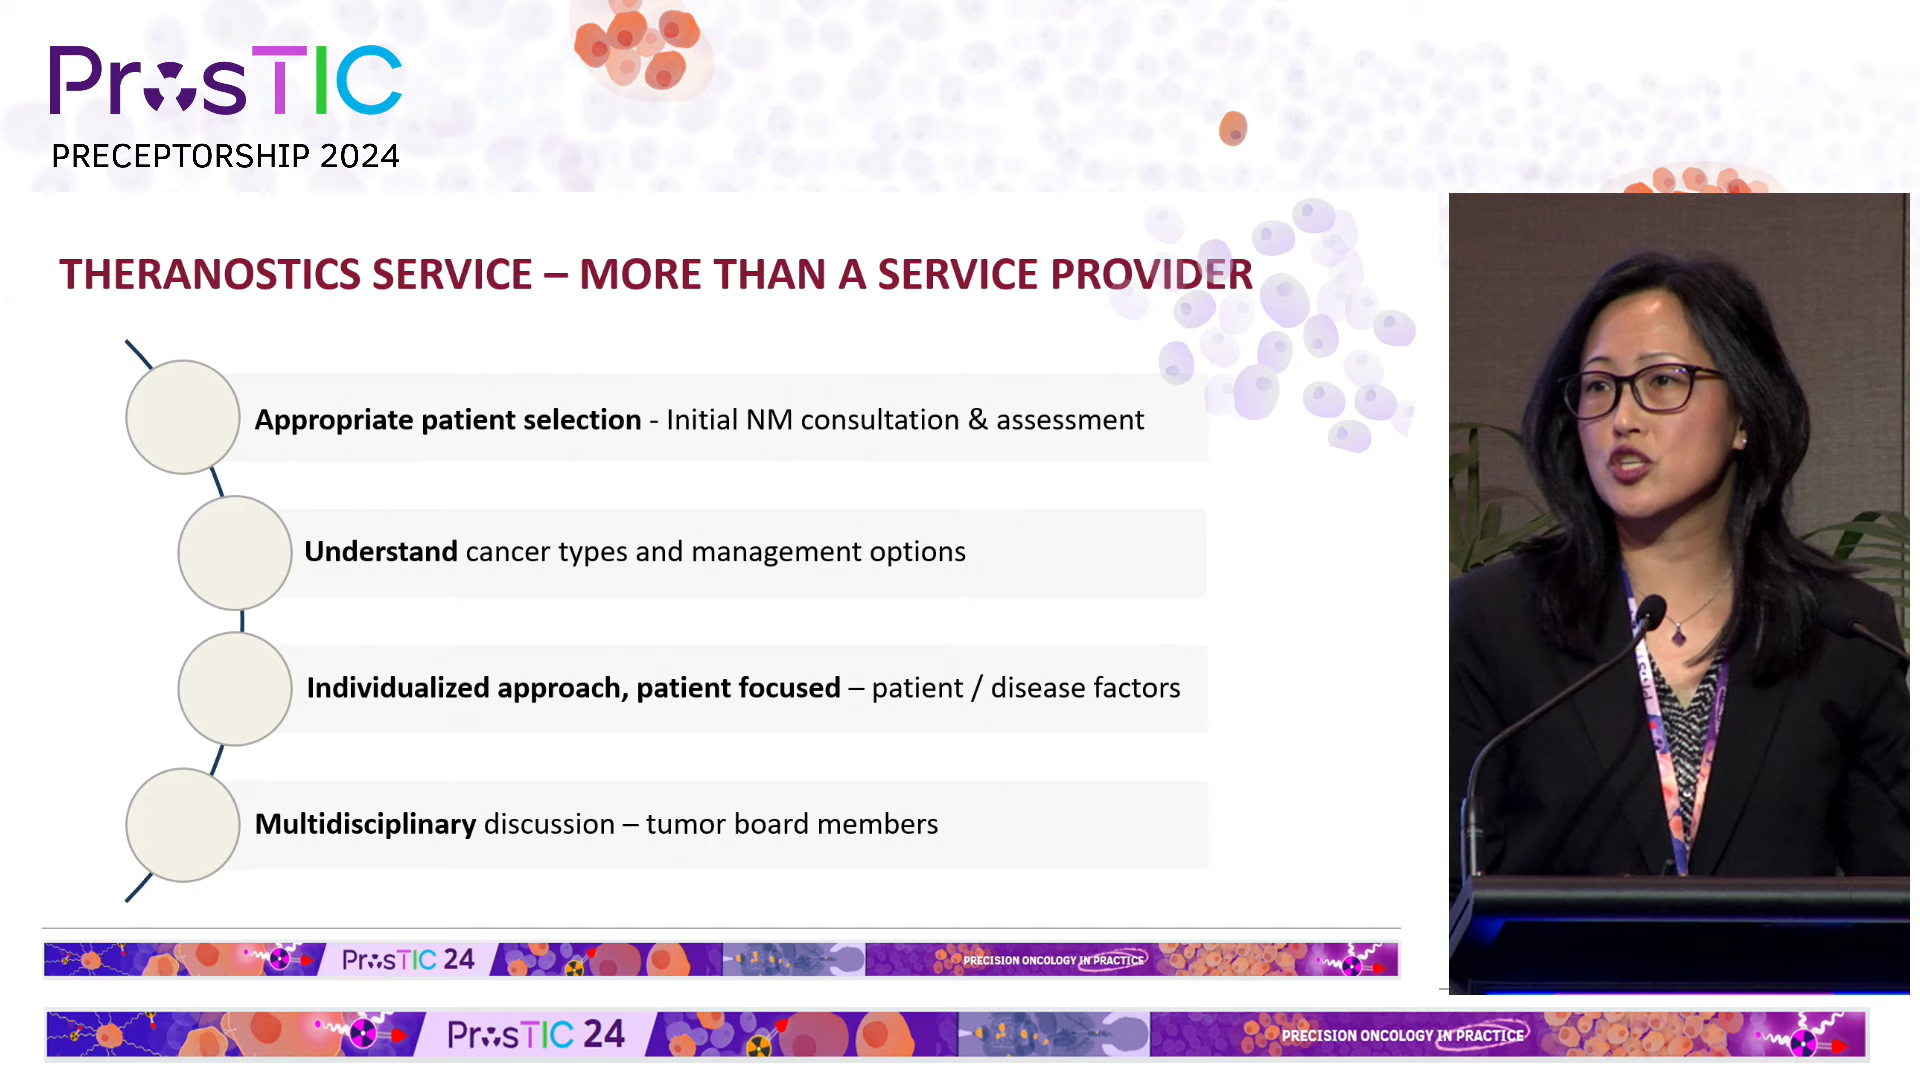 ProsTIC
PRECEPTORSHIP 2024
THERANOSTICS SERVICE – MORE THAN A SERVICE PROVIDER
Appropriate patient selection - Initial NM consultation & assessment
Understand cancer types and management options
Individualized approach, patient focused – patient / disease factors
Multidisciplinary discussion – tumor board members
ProsTIC 24
PRECISION ONCOLOGY IN PRACTICE
ProsTIC 24
PRECISION ONCOLOGY IN PRACTICE